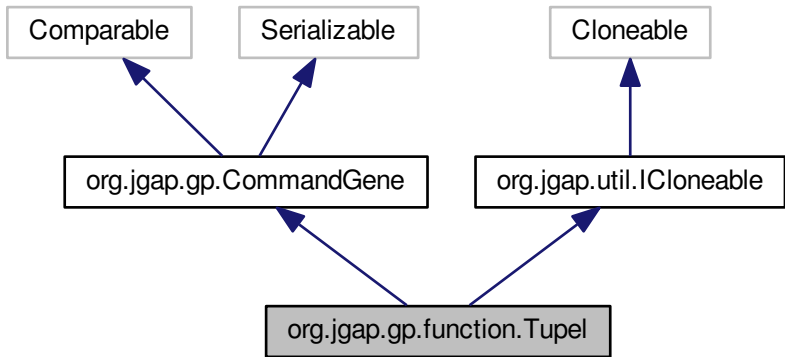 Comparable
Serializable
Cloneable
org.jgap.gp.CommandGene
org.jgap.util.ICloneable
org.jgap.gp.function.Tupel